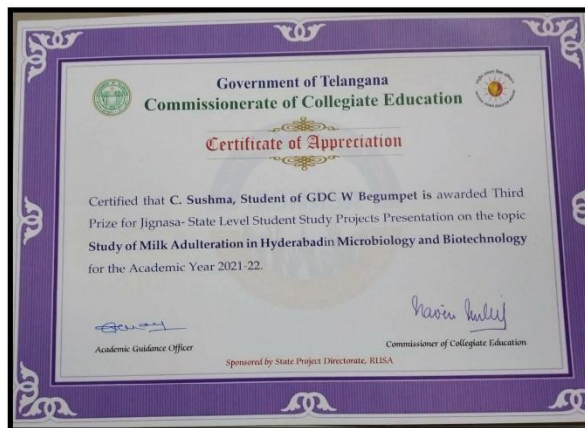 Government of Telangana
Commissionerate of Collegiate Education
Certificate of Appreciation
Certified that C. Sushma, Student of GDC W Begumpet is awarded Third
Prize for Jignasa- State Level Student Study Projects Presentation on the topic
Study of Milk Adulteration in Hyderabadin Microbiology and Biotechnology
for the Academic Year 2021-22.
Academic Guidance Officer
Commissioner of Collegiate Education
Sponsored by State Project Directorate, RUSA